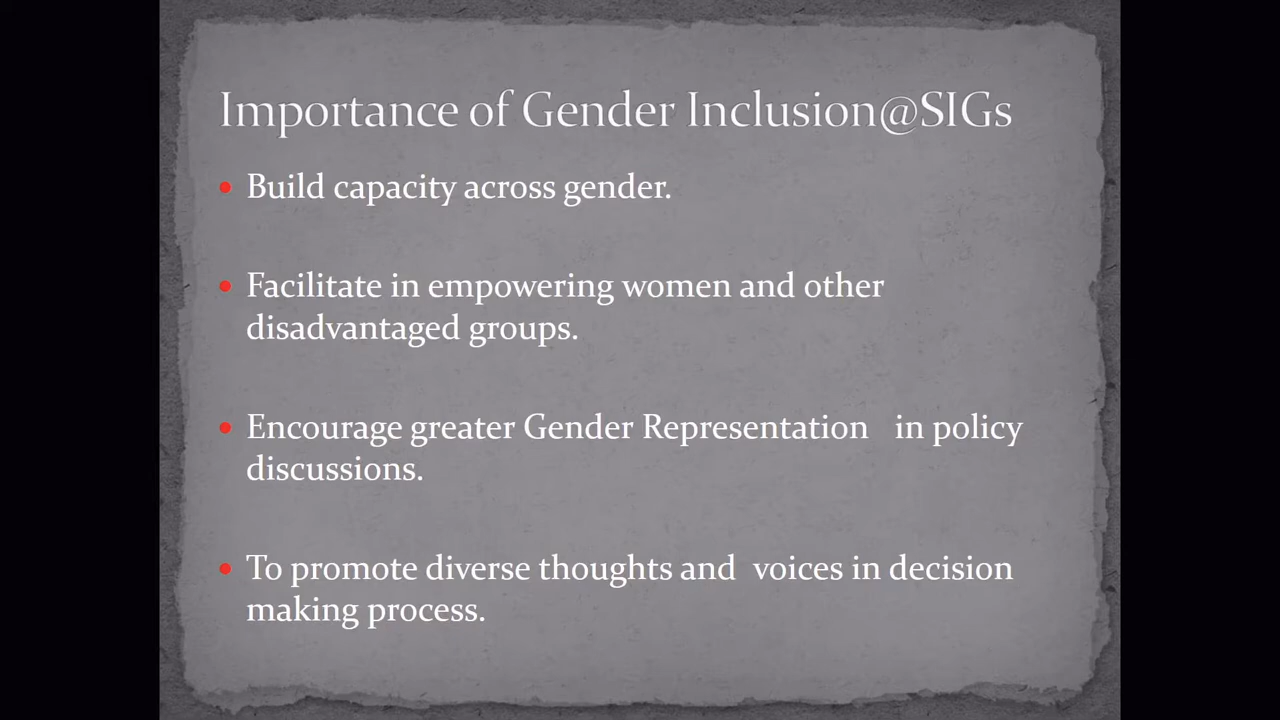 Importance of Gender Inclusion@SIGs
• Build capacity across gender.
• Facilitate in empowering women and other
disadvantaged groups.
• Encourage greater Gender Representation   in policy
discussions.
• To promote diverse thoughts and  voices in decision
making process.